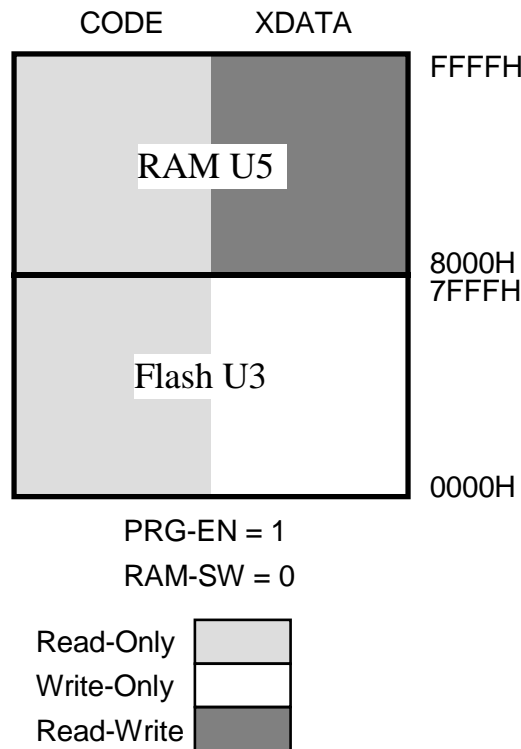 CODE XDATA
FFFFH
RAM U5
8000H
7FFFH
Flash U3
0000H
PRG-EN = 1
RAM-SW = 0
Read-Only
Write-Only
Read-Write